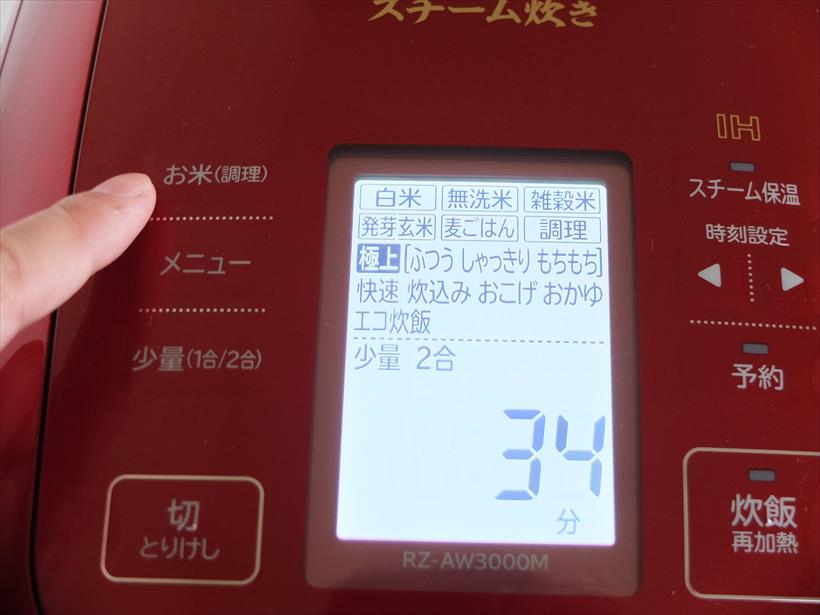 スチーム炊き
IH
お米(調理)
スチーム保温
白米 無洗米 雑穀米
発芽玄米 麦ごはん 調理
時刻設定
メニュー
極上[ふつう しゃっきり もちもち]
快速 炊込み おこげ おかゆ
エコ炊飯
少量(1合/2合)
少量 2合
予約
34
分
切
とりけし
炊飯
再加熱
RZ-AW3000M